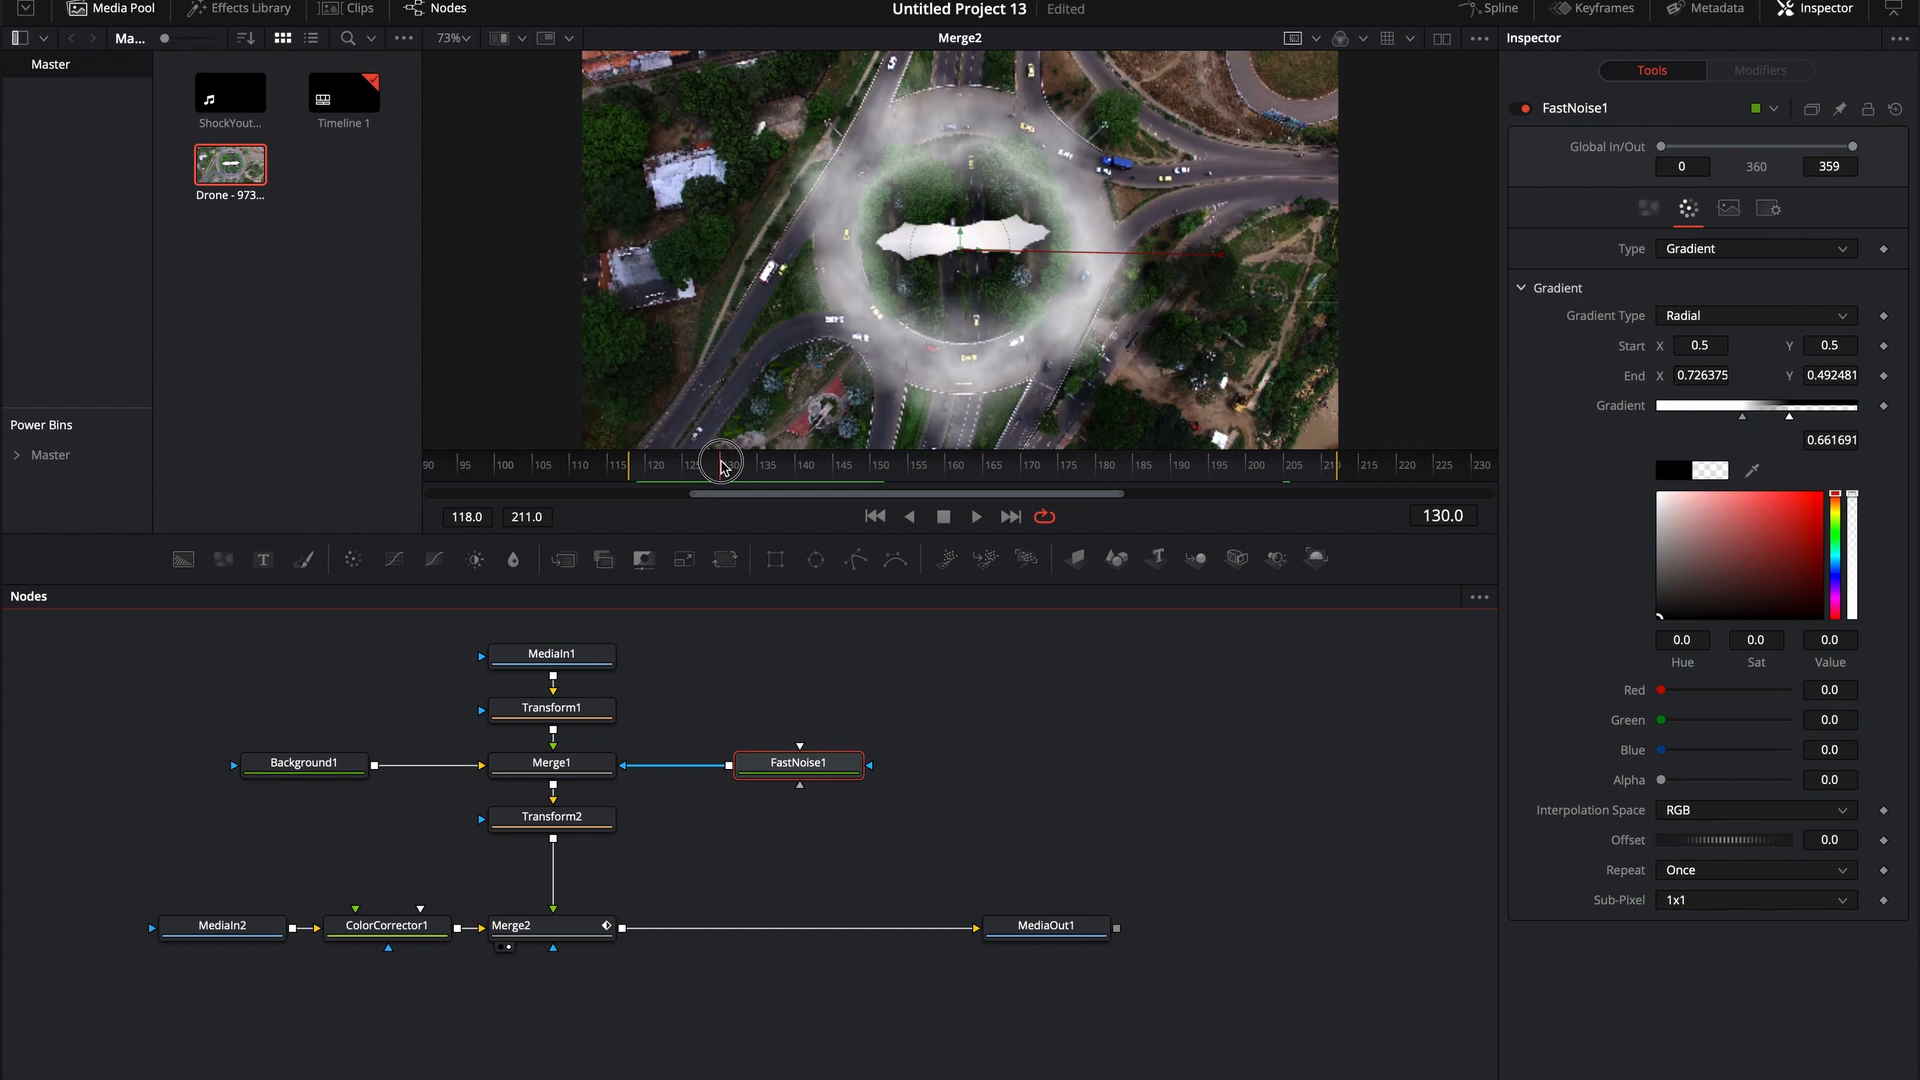 Media Pool
Effects Library
Clips
Nodes
Untitled Project 13
Edited
Spline
Keyframes
Metadata
Inspector
Ma...
73%
Merge2
Inspector
Master
Tools
Modifiers
ShockYout...
Timeline 1
FastNoise1
Global In/Out
0
360
359
Drone - 973...
Type
Gradient
Gradient
Gradient Type
Radial
Start
X
0.5
Y
0.5
End
X
0.726375
Y
0.492481
Gradient
0.661691
Power Bins
Master
90 95 100 105 110 115 120 125 130 135 140 145 150 155 160 165 170 175 180 185 190 195 200 205 215 220 225 230
118.0
211.0
130.0
Nodes
0.0
0.0
0.0
Hue
Sat
Value
MediaIn1
Transform1
Background1
Merge1
FastNoise1
Transform2
MediaIn2
ColorCorrector1
Merge2
MediaOut1
Red
0.0
Green
0.0
Blue
0.0
Alpha
0.0
Interpolation Space
RGB
Offset
0.0
Repeat
Once
Sub-Pixel
1x1